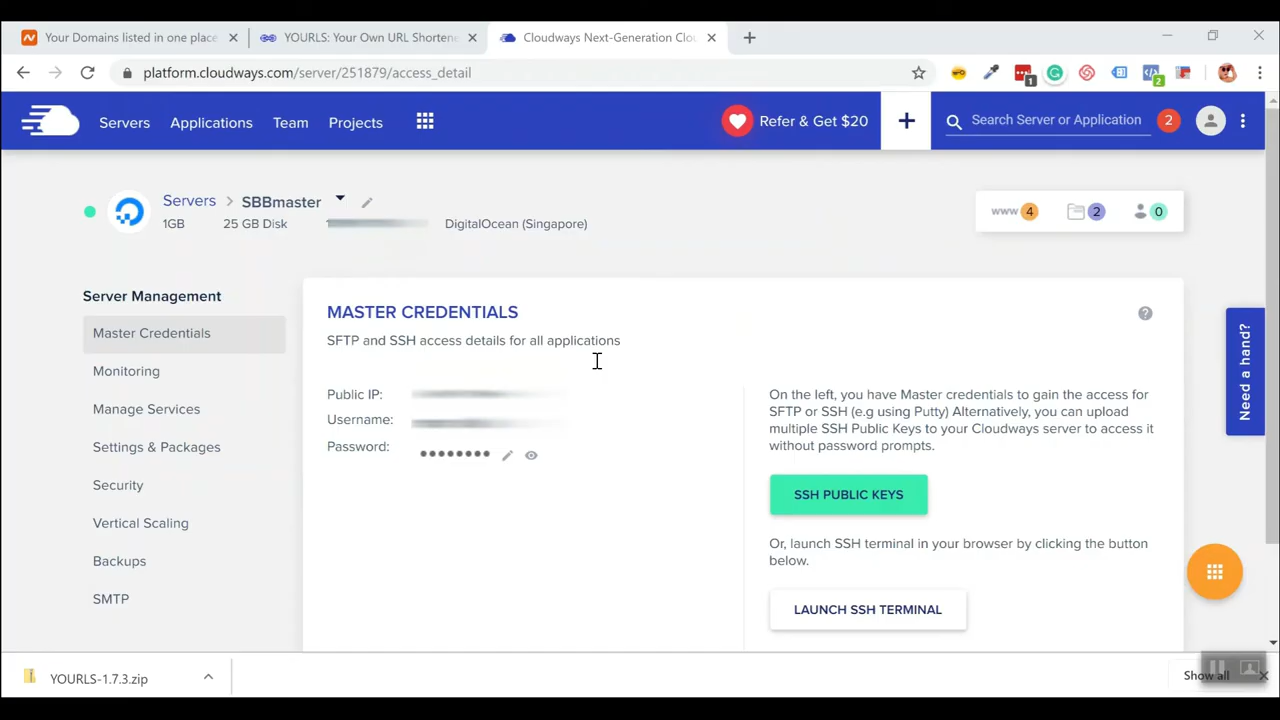 Your Domains listed in one place
YOURLS: Your Own URL Shortene
Cloudways Next-Generation Clou
platform.cloudways.com/server/251879/access_detail
1
2
Servers
Applications
Team
Projects
Refer & Get $20
+
Search Server or Application
2
Servers > SBBmaster
1GB
25 GB Disk
DigitalOcean (Singapore)
www 4
2
0
Server Management
Master Credentials
Monitoring
Manage Services
Settings & Packages
Security
Vertical Scaling
Backups
SMTP
MASTER CREDENTIALS
?
SFTP and SSH access details for all applications
Public IP:
Username:
Password:
••••••••
On the left, you have Master credentials to gain the access for
SFTP or SSH (e.g using Putty) Alternatively, you can upload
multiple SSH Public Keys to your Cloudways server to access it
without password prompts.
SSH PUBLIC KEYS
Or, launch SSH terminal in your browser by clicking the button
below.
LAUNCH SSH TERMINAL
Need a hand?
YOURLS-1.7.3.zip
Show all